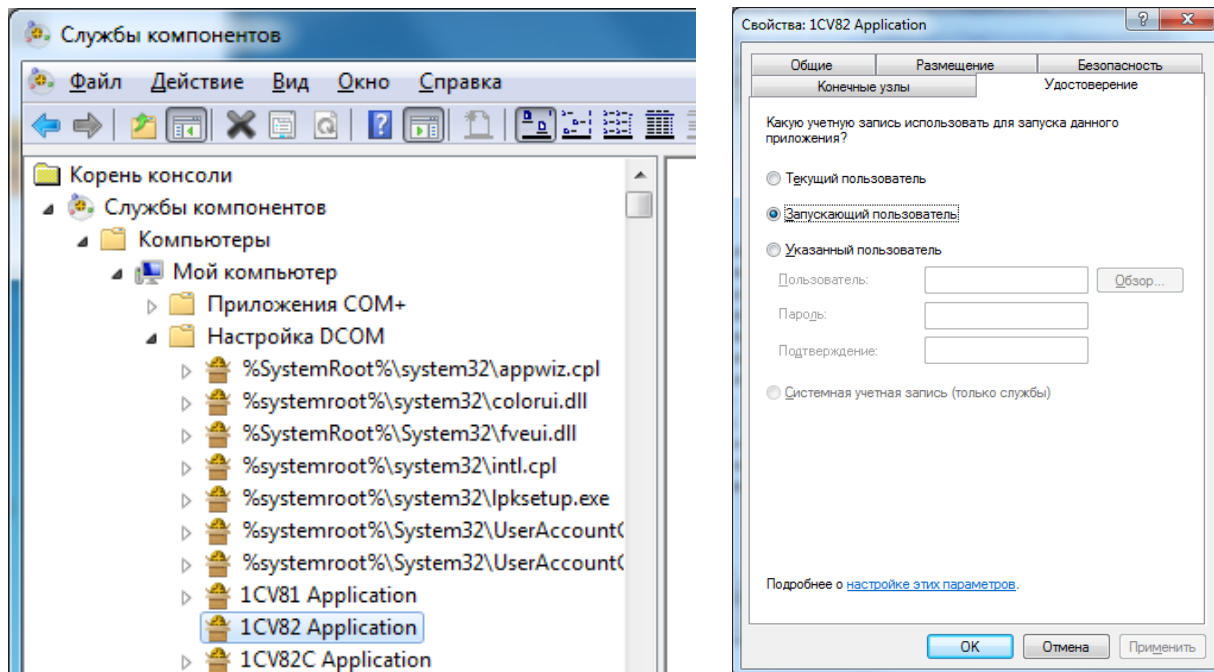 Службы компонентов
Файл Действие Вид Окно Справка
Корень консоли
Службы компонентов
Компьютеры
Мой компьютер
Приложения COM+
Настройка DCOM
%SystemRoot%\system32\appwiz.cpl
%systemroot%\system32\colorui.dll
%SystemRoot%\System32\fveui.dll
%systemroot%\system32\intl.cpl
%systemroot%\system32\lpksetup.exe
%systemroot%\System32\UserAccountC
%systemroot%\System32\UserAccountC
1CV81 Application
1CV82 Application
1CV82C Application
Свойства: 1CV82 Application
Общие Размещение Безопасность
Конечные узлы Удостоверение
Какую учетную запись использовать для запуска данного
приложения?
Текущий пользователь
Запускающий пользователь
Указанный пользователь
Пользователь: Обзор...
Пароль:
Подтверждение:
Системная учетная запись (только службы)
Подробнее о настройке этих параметров.
OK Отмена Применить